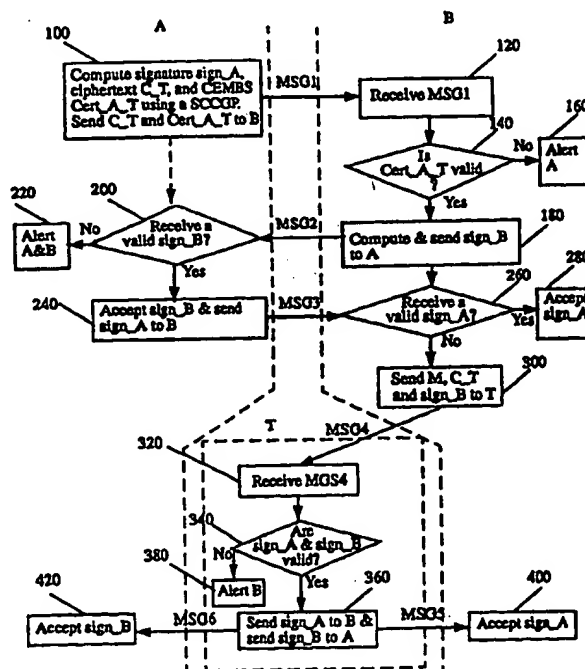 A
B
100
Compute signature sign_A,
ciphertext C_T, and CEMBS
Cert_A_T using a SCCGP.
Send C_T and Cert_A_T to B
MSG1
120
Receive MSG1
140
Is
Cert_A_T valid
?
No
160
Alert
A
Yes
220
Alert
A&B
No
200
Receive a
valid sign_B?
MSG2
Compute & send sign_B
to A
180
Yes
240
Accept sign_B & send
sign_A to B
MSG3
260
Receive a
valid sign_A?
Yes
280
Accept
sign_A
No
300
Send M, C_T
and sign_B to T
T
MSG4
320
Receive MGS4
340
Are
sign_A & sign_B
valid?
No
380
Alert B
Yes
360
420
Accept sign_B
MSG6
Send sign_A to B &
send sign_B to A
MSG5
400
Accept sign_A